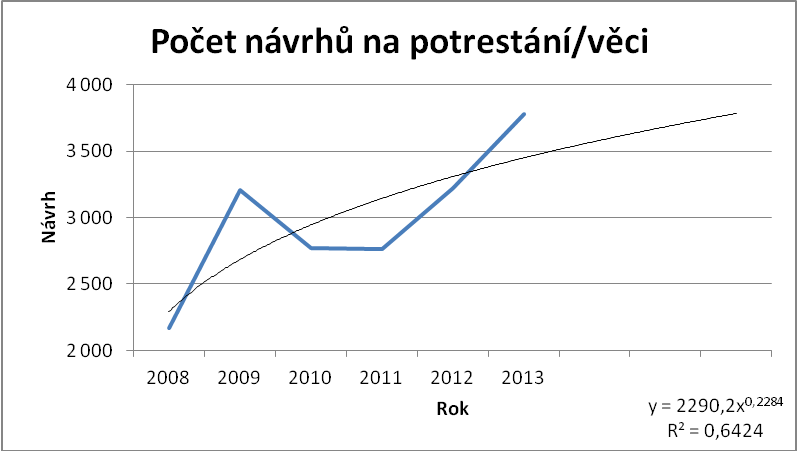 Počet návrhů na potrestání/věci
4 000
3 500
3 000
2 500
2 000
Návrh
2008 2009 2010 2011 2012 2013
Rok
y = 2290,2x^0,2284
R² = 0,6424